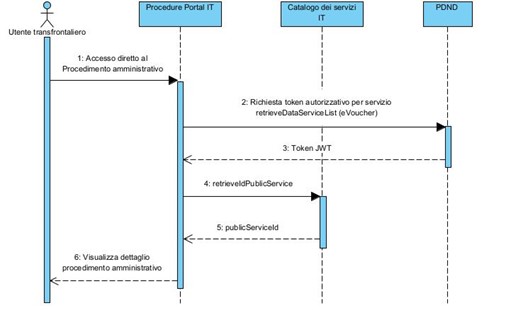 Procedure Portal IT
Catalogo dei servizi
IT
PDND
Utente transfrontaliero
1: Accesso diretto al
Procedimento amministrativo
2: Richiesta token autorizzativo per servizio
retrieveDataServiceList (eVoucher)
3: Token JWT
4: retrieveIdPublicService
5: publicServiceId
6: Visualizza dettaglio
procedimento amministrativo